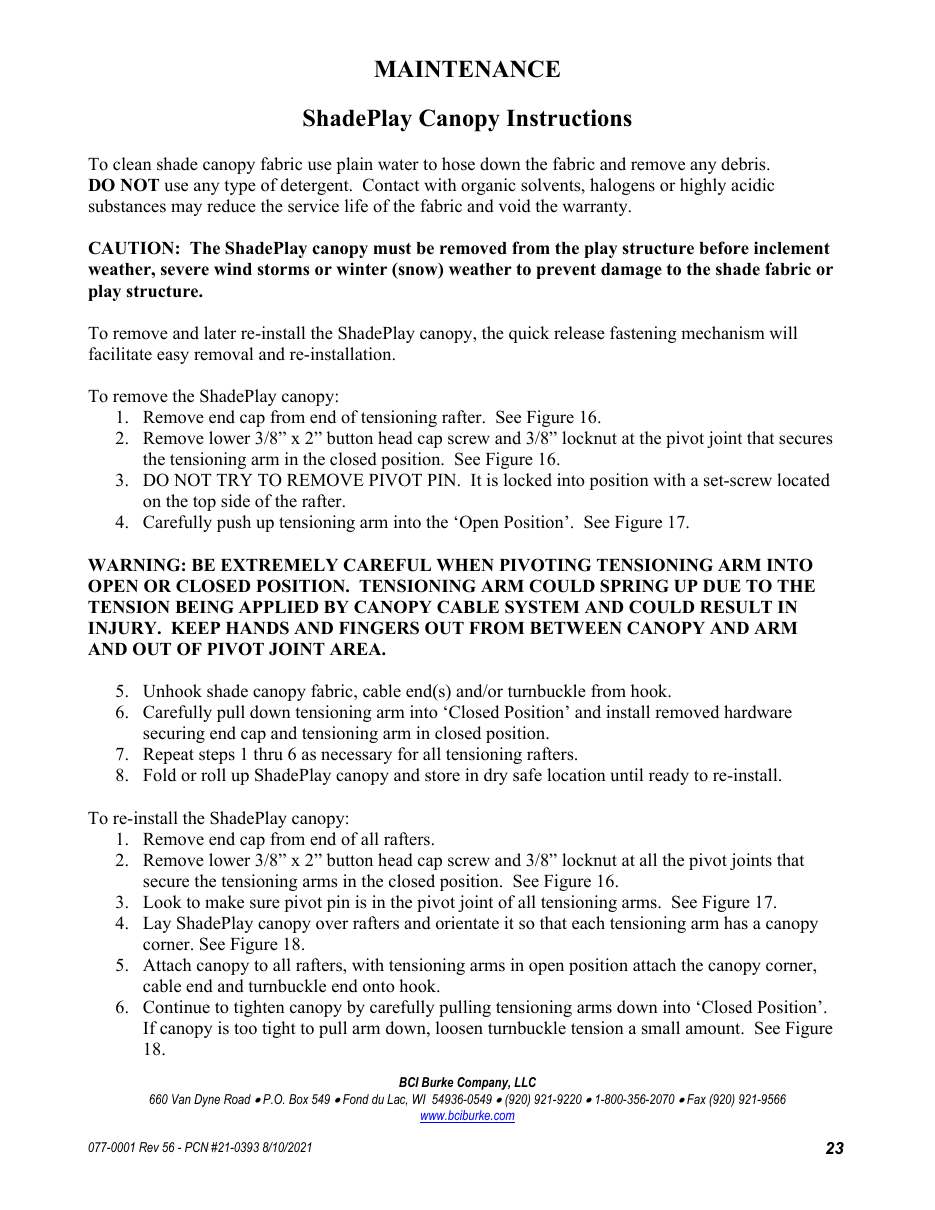 MAINTENANCE
ShadePlay Canopy Instructions
To clean shade canopy fabric use plain water to hose down the fabric and remove any debris.
DO NOT use any type of detergent.  Contact with organic solvents, halogens or highly acidic
substances may reduce the service life of the fabric and void the warranty.
CAUTION:  The ShadePlay canopy must be removed from the play structure before inclement
weather, severe wind storms or winter (snow) weather to prevent damage to the shade fabric or
play structure.
To remove and later re-install the ShadePlay canopy, the quick release fastening mechanism will
facilitate easy removal and re-installation.
To remove the ShadePlay canopy:
1. Remove end cap from end of tensioning rafter.  See Figure 16.
2. Remove lower 3/8” x 2” button head cap screw and 3/8” locknut at the pivot joint that secures
the tensioning arm in the closed position.  See Figure 16.
3. DO NOT TRY TO REMOVE PIVOT PIN.  It is locked into position with a set-screw located
on the top side of the rafter.
4. Carefully push up tensioning arm into the ‘Open Position’.  See Figure 17.
WARNING: BE EXTREMELY CAREFUL WHEN PIVOTING TENSIONING ARM INTO
OPEN OR CLOSED POSITION.  TENSIONING ARM COULD SPRING UP DUE TO THE
TENSION BEING APPLIED BY CANOPY CABLE SYSTEM AND COULD RESULT IN
INJURY.  KEEP HANDS AND FINGERS OUT FROM BETWEEN CANOPY AND ARM
AND OUT OF PIVOT JOINT AREA.
5. Unhook shade canopy fabric, cable end(s) and/or turnbuckle from hook.
6. Carefully pull down tensioning arm into ‘Closed Position’ and install removed hardware
securing end cap and tensioning arm in closed position.
7. Repeat steps 1 thru 6 as necessary for all tensioning rafters.
8. Fold or roll up ShadePlay canopy and store in dry safe location until ready to re-install.
To re-install the ShadePlay canopy:
1. Remove end cap from end of all rafters.
2. Remove lower 3/8” x 2” button head cap screw and 3/8” locknut at all the pivot joints that
secure the tensioning arms in the closed position.  See Figure 16.
3. Look to make sure pivot pin is in the pivot joint of all tensioning arms.  See Figure 17.
4. Lay ShadePlay canopy over rafters and orientate it so that each tensioning arm has a canopy
corner. See Figure 18.
5. Attach canopy to all rafters, with tensioning arms in open position attach the canopy corner,
cable end and turnbuckle end onto hook.
6. Continue to tighten canopy by carefully pulling tensioning arms down into ‘Closed Position’.
If canopy is too tight to pull arm down, loosen turnbuckle tension a small amount.  See Figure
18.
BCI Burke Company, LLC
660 Van Dyne Road • P.O. Box 549 • Fond du Lac, WI  54936-0549 • (920) 921-9220 • 1-800-356-2070 • Fax (920) 921-9566
www.bciburke.com
077-0001 Rev 56 - PCN #21-0393 8/10/2021 23